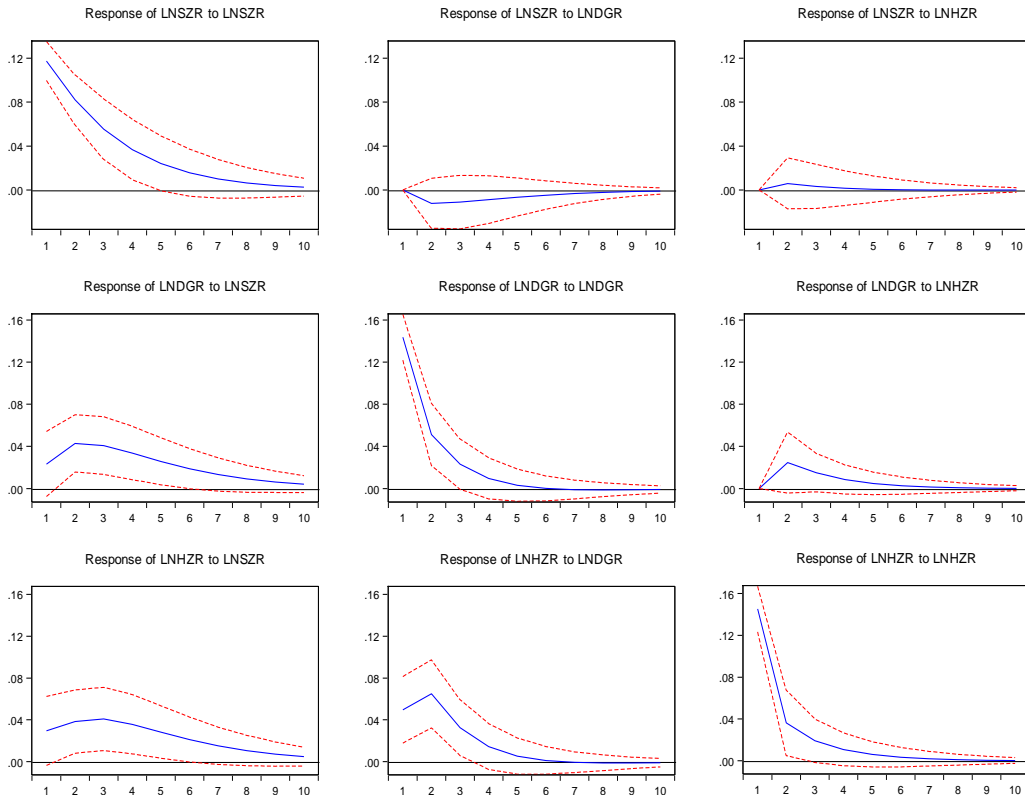 Response of LNSZR to LNSZR
Response of LNSZR to LNDGR
Response of LNSZR to LNHZR
.12
.08
.04
.00
1 2 3 4 5 6 7 8 9 10
.12
.08
.04
.00
1 2 3 4 5 6 7 8 9 10
.12
.08
.04
.00
1 2 3 4 5 6 7 8 9 10
Response of LNDGR to LNSZR
Response of LNDGR to LNDGR
Response of LNDGR to LNHZR
.16
.12
.08
.04
.00
1 2 3 4 5 6 7 8 9 10
.16
.12
.08
.04
.00
1 2 3 4 5 6 7 8 9 10
.16
.12
.08
.04
.00
1 2 3 4 5 6 7 8 9 10
Response of LNHZR to LNSZR
Response of LNHZR to LNDGR
Response of LNHZR to LNHZR
.16
.12
.08
.04
.00
1 2 3 4 5 6 7 8 9 10
.16
.12
.08
.04
.00
1 2 3 4 5 6 7 8 9 10
.16
.12
.08
.04
.00
1 2 3 4 5 6 7 8 9 10